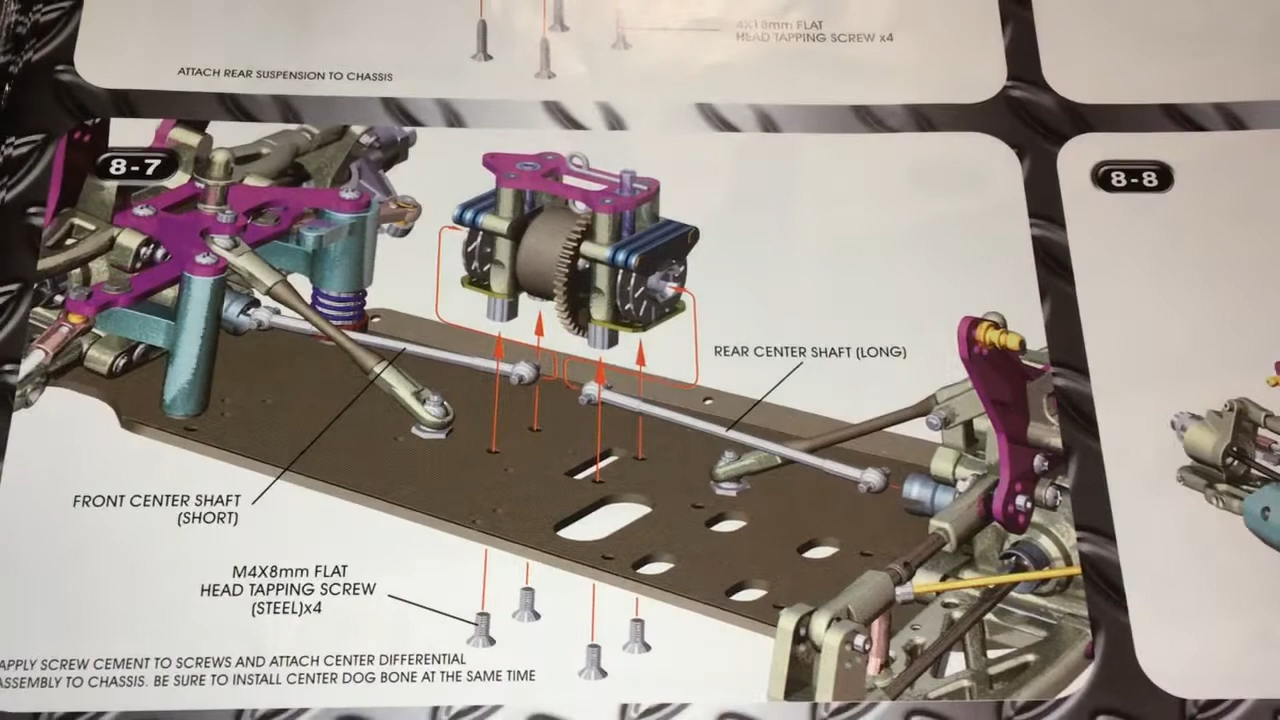 4X18mm FLAT
HEAD TAPPING SCREW x4
ATTACH REAR SUSPENSION TO CHASSIS
8-7
8-8
REAR CENTER SHAFT (LONG)
FRONT CENTER SHAFT
(SHORT)
M4X8mm FLAT
HEAD TAPPING SCREW
(STEEL)x4
APPLY SCREW CEMENT TO SCREWS AND ATTACH CENTER DIFFERENTIAL
ASSEMBLY TO CHASSIS. BE SURE TO INSTALL CENTER DOG BONE AT THE SAME TIME